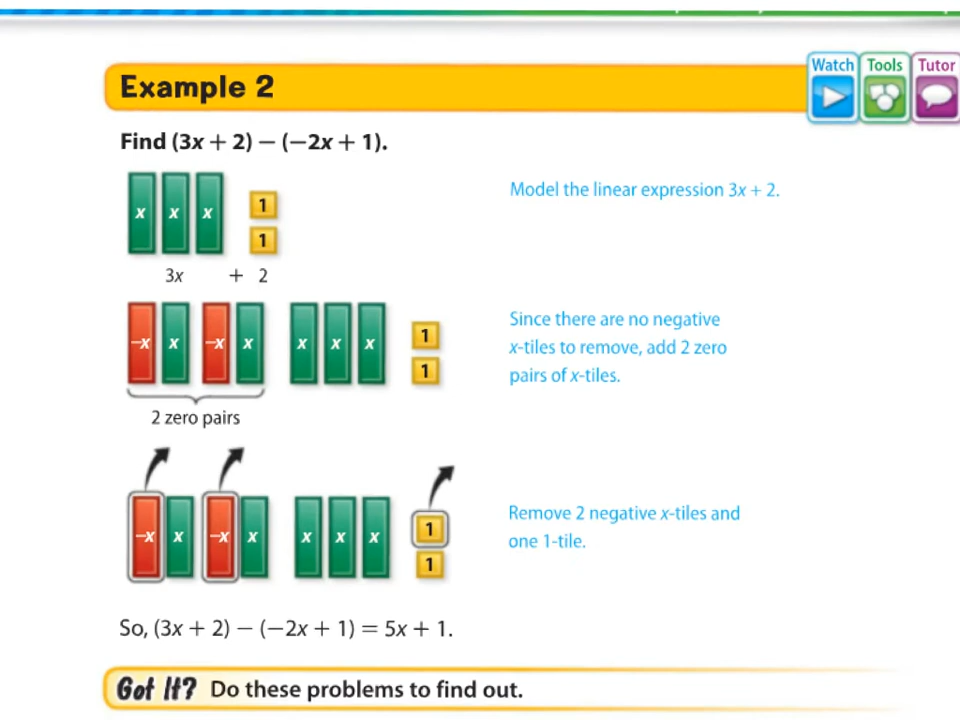 Watch Tools Tutor
Example 2
Find (3x + 2) − (−2x + 1).
x x x 1
1
Model the linear expression 3x + 2.
3x + 2
−x x −x x x x x 1
1
Since there are no negative
x-tiles to remove, add 2 zero
pairs of x-tiles.
2 zero pairs
−x x −x x x x x 1
1
Remove 2 negative x-tiles and
one 1-tile.
So, (3x + 2) − (−2x + 1) = 5x + 1.
Got It? Do these problems to find out.